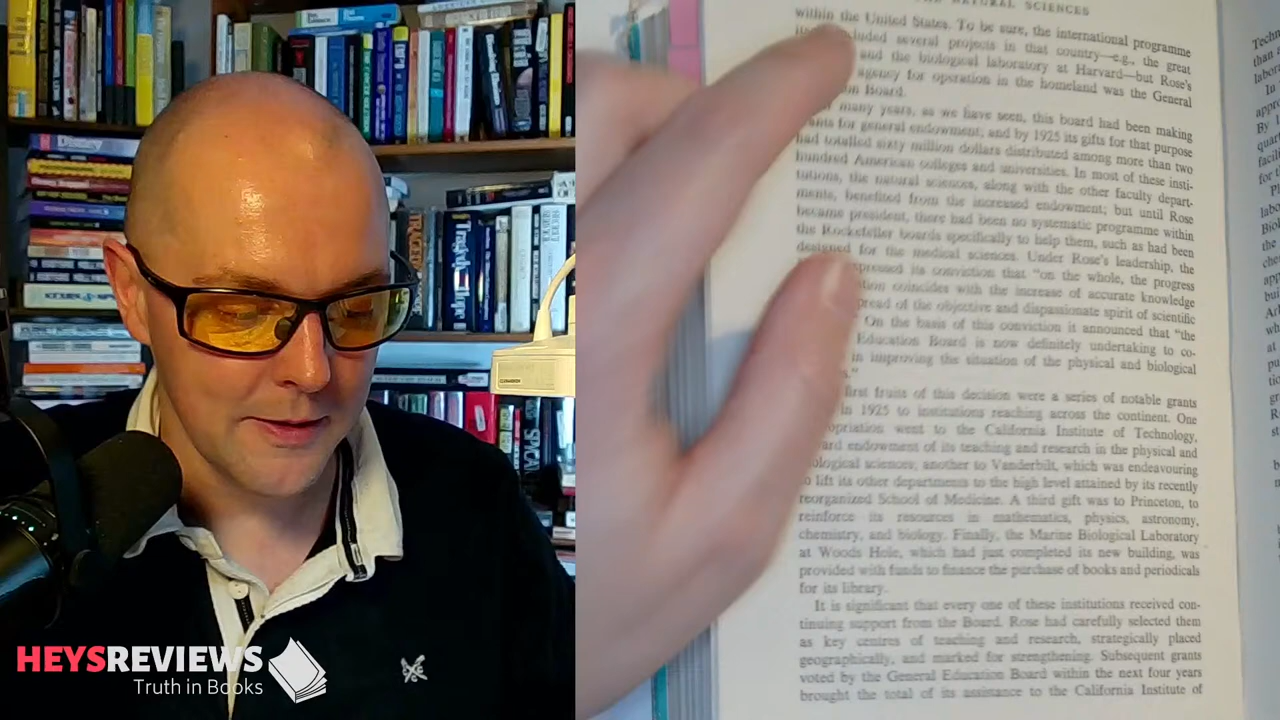 NATURAL SCIENCES
within the United States. To be sure, the international programme
included several projects in that country—e.g., the great
and the biological laboratory at Harvard—but Rose's
agency for operation in the homeland was the General
Board.
many years, as we have seen, this board had been making
for general endowment; and by 1925 its gifts for that purpose
had totalled sixty million dollars distributed among more than two
hundred American colleges and universities. In most of these insti-
tutions, the natural sciences, along with the other faculty depart-
ments, benefited from the increased endowment; but until Rose
became president, there had been no systematic programme within
the Rockefeller boards specifically to help them, such as had been
designed for the medical sciences. Under Rose's leadership, the
its conviction that "on the whole, the progress
coincides with the increase of accurate knowledge
of the objective and dispassionate spirit of scientific
On the basis of this conviction it announced that "the
Education Board is now definitely undertaking to co-
in improving the situation of the physical and biological
first fruits of this decision were a series of notable grants
in 1925 to institutions reaching across the continent. One
went to the California Institute of Technology,
endowment of its teaching and research in the physical and
biological sciences; another to Vanderbilt, which was endeavouring
to lift its other departments to the high level attained by its recently
reorganized School of Medicine. A third gift was to Princeton, to
reinforce its resources in mathematics, physics, astronomy,
chemistry, and biology. Finally, the Marine Biological Laboratory
at Woods Hole, which had just completed its new building, was
provided with funds to finance the purchase of books and periodicals
for its library.
It is significant that every one of these institutions received con-
tinuing support from the Board. Rose had carefully selected them
as key centres of teaching and research, strategically placed
geographically, and marked for strengthening. Subsequent grants
voted by the General Education Board within the next four years
brought the total of its assistance to the California Institute of
Tragedy & Hope
HEYSREVIEWS
Truth in Books